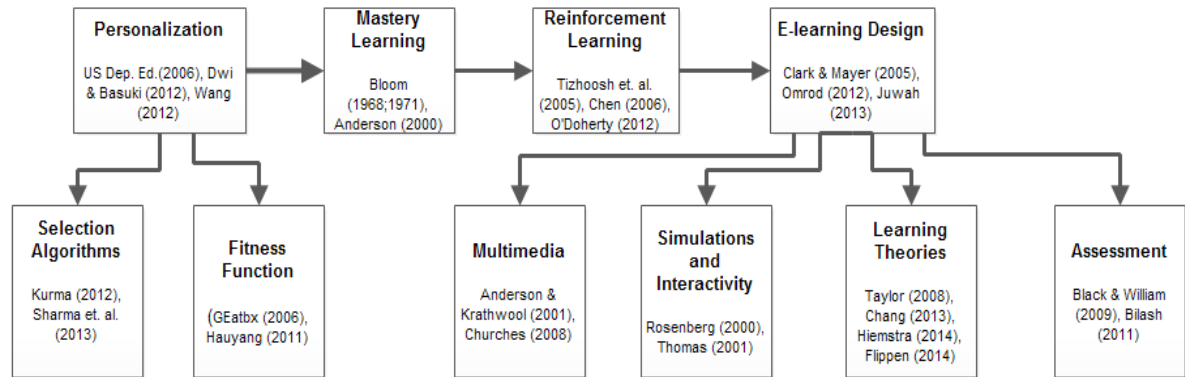 Personalization
US Dep. Ed.(2006), Dwi
& Basuki (2012), Wang
(2012)
Mastery
Learning
Bloom
(1968;1971),
Anderson (2000)
Reinforcement
Learning
Tizhoosh et. al.
(2005), Chen (2006),
O'Doherty (2012)
E-learning Design
Clark & Mayer (2005),
Omrod (2012), Juwah
(2013)
Selection
Algorithms
Kurma (2012),
Sharma et. al.
(2013)
Fitness
Function
(GEatbx (2006),
Hauyang (2011)
Multimedia
Anderson &
Krathwool (2001),
Churches (2008)
Simulations
and
Interactivity
Rosenberg (2000),
Thomas (2001)
Learning
Theories
Taylor (2008),
Chang (2013),
Hiemstra (2014),
Flippen (2014)
Assessment
Black & William
(2009), Bilash
(2011)